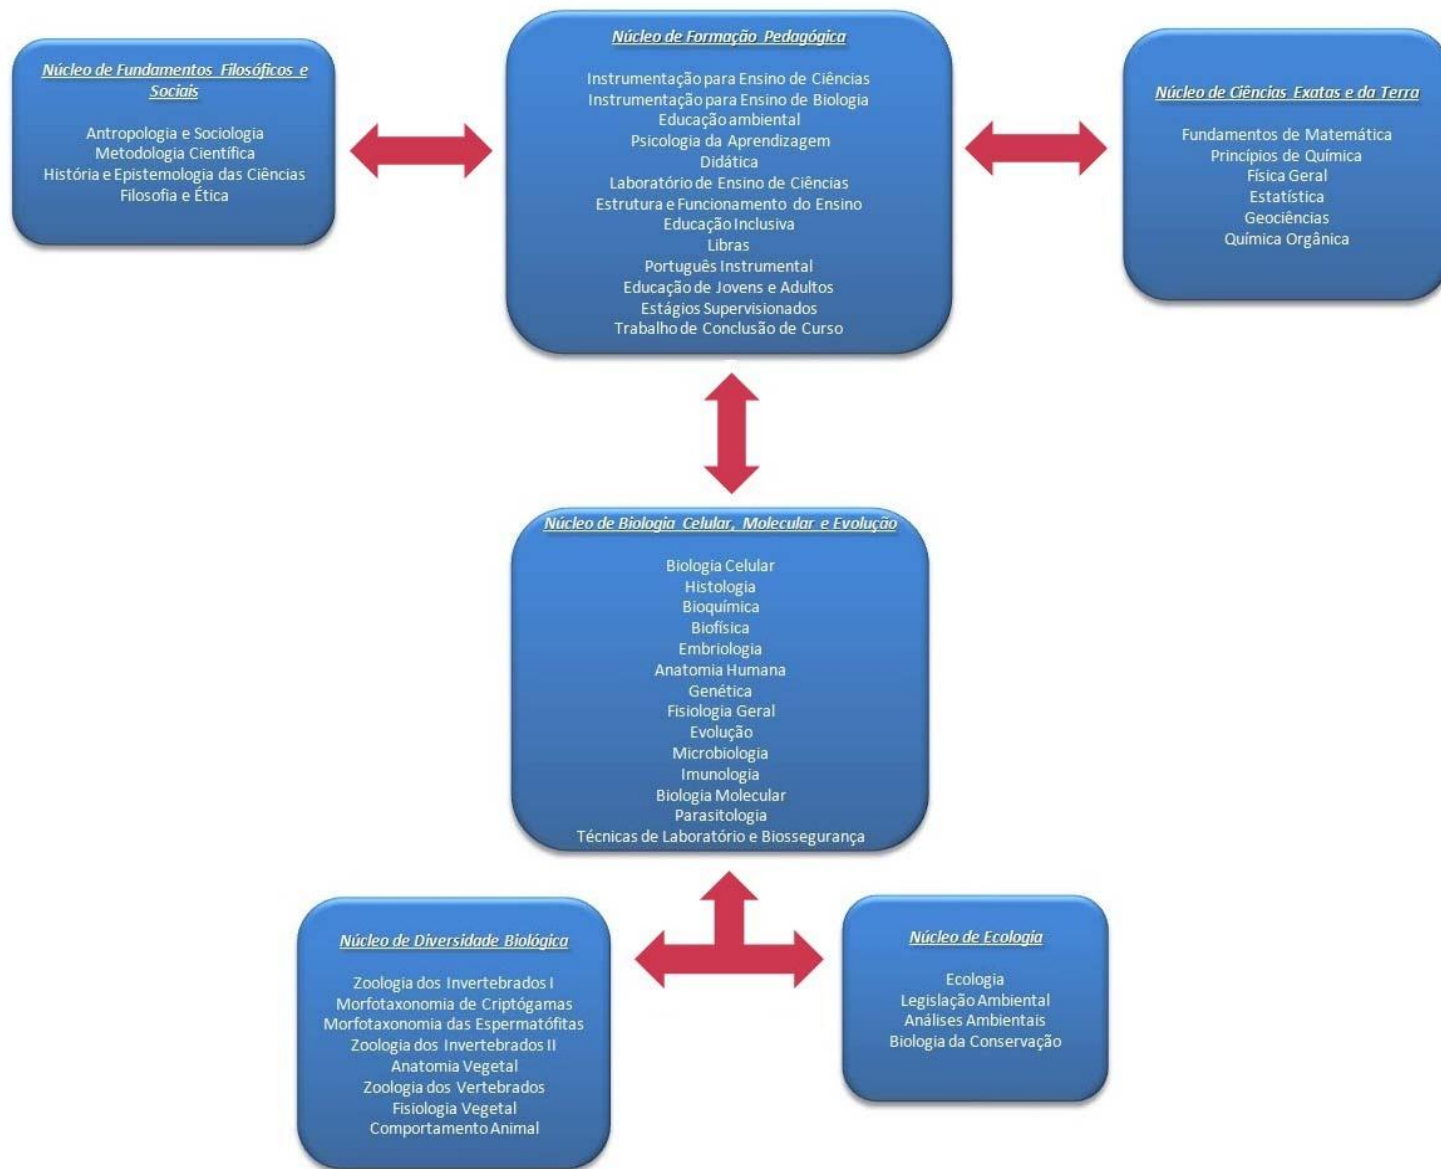 Núcleo de Fundamentos Filosóficos e
Sociais
Antropologia e Sociologia
Metodologia Científica
História e Epistemologia das Ciências
Filosofia e Ética
Núcleo de Formação Pedagógica
Instrumentação para Ensino de Ciências
Instrumentação para Ensino de Biologia
Educação ambiental
Psicologia da Aprendizagem
Didática
Laboratório de Ensino de Ciências
Estrutura e Funcionamento do Ensino
Educação Inclusiva
Libras
Português Instrumental
Educação de Jovens e Adultos
Estágios Supervisionados
Trabalho de Conclusão de Curso
Núcleo de Ciências Exatas e da Terra
Fundamentos de Matemática
Princípios de Química
Física Geral
Estatística
Geociências
Química Orgânica
Núcleo de Biologia Celular, Molecular e Evolução
Biologia Celular
Histologia
Bioquímica
Biofísica
Embriologia
Anatomia Humana
Genética
Fisiologia Geral
Evolução
Microbiologia
Imunologia
Biologia Molecular
Parasitologia
Técnicas de Laboratório e Biossegurança
Núcleo de Diversidade Biológica
Zoologia dos Invertebrados I
Morfotaxonomia de Criptógamas
Morfotaxonomia das Espermatófitas
Zoologia dos Invertebrados II
Anatomia Vegetal
Zoologia dos Vertebrados
Fisiologia Vegetal
Comportamento Animal
Núcleo de Ecologia
Ecologia
Legislação Ambiental
Análises Ambientais
Biologia da Conservação